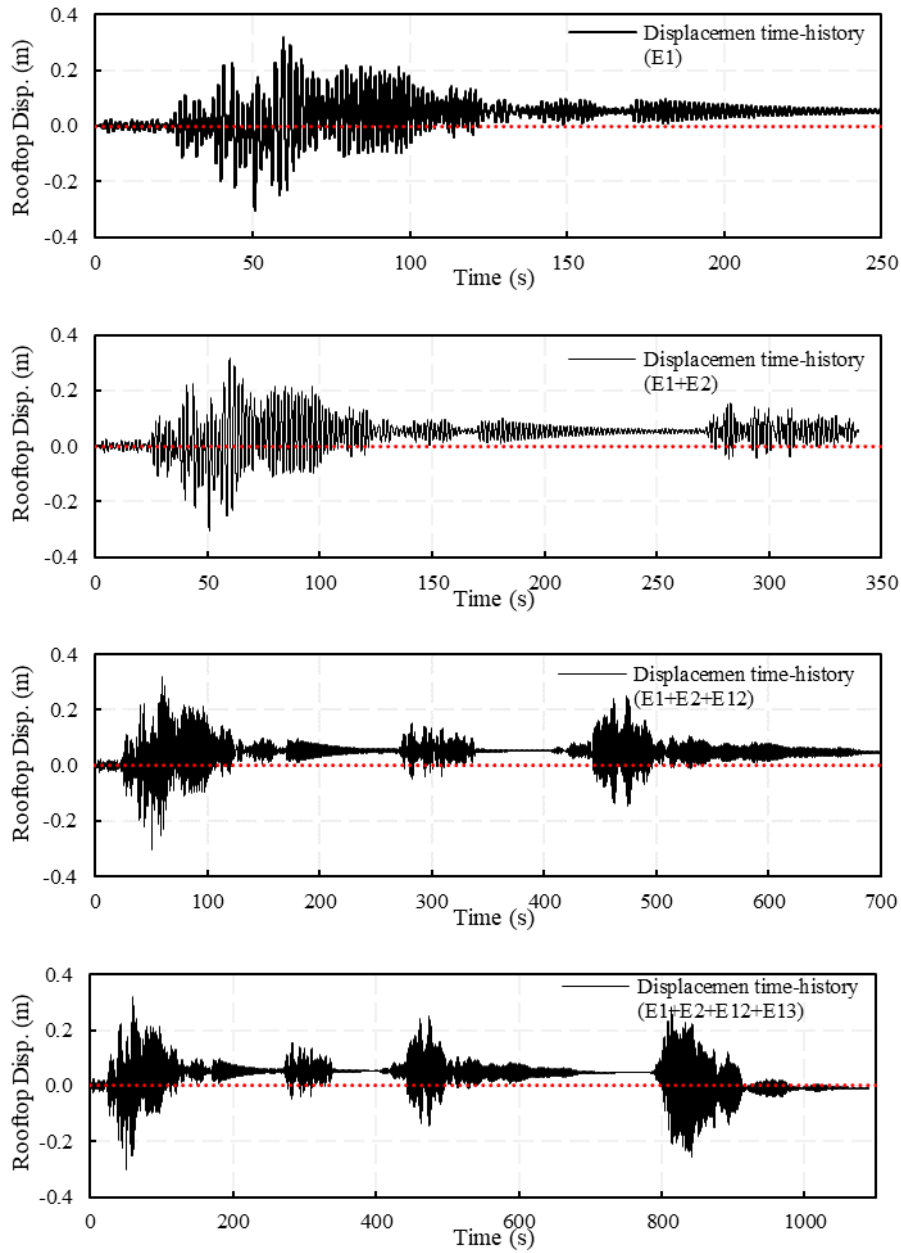 0.4
Displacemen time-history
(E1)
0.2
0.0
-0.2
-0.4
Rooftop Disp. (m)
0 50 100 150 200 250
Time (s)
0.4
Displacemen time-history
(E1+E2)
0.2
0.0
-0.2
-0.4
Rooftop Disp. (m)
0 50 100 150 200 250 300 350
Time (s)
0.4
Displacemen time-history
(E1+E2+E12)
0.2
0.0
-0.2
-0.4
Rooftop Disp. (m)
0 100 200 300 400 500 600 700
Time (s)
0.4
Displacemen time-history
(E1+E2+E12+E13)
0.2
0.0
-0.2
-0.4
Rooftop Disp. (m)
0 200 400 600 800 1000
Time (s)